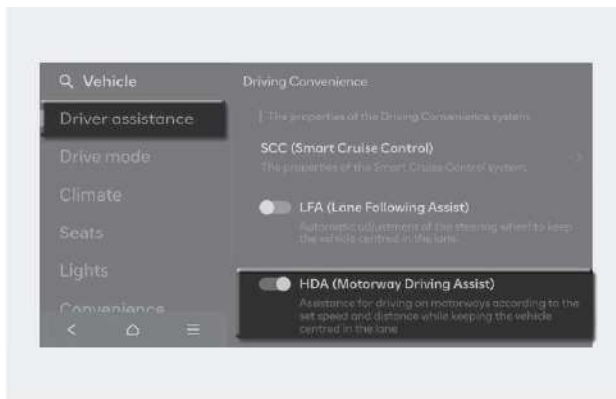 Vehicle
Driver assistance
Drive mode
Climate
Seats
Lights
Convenience
Driving Convenience
The properties of the Driving Convenience system
SCC (Smart Cruise Control)
The properties of the Smart Cruise Control system.
LFA (Lane Following Assist)
Automatic adjustment of the steering wheel to keep
the vehicle centred in the lane.
HDA (Motorway Driving Assist)
Assistance for driving on motorways according to the
set speed and distance while keeping the vehicle
centred in the lane